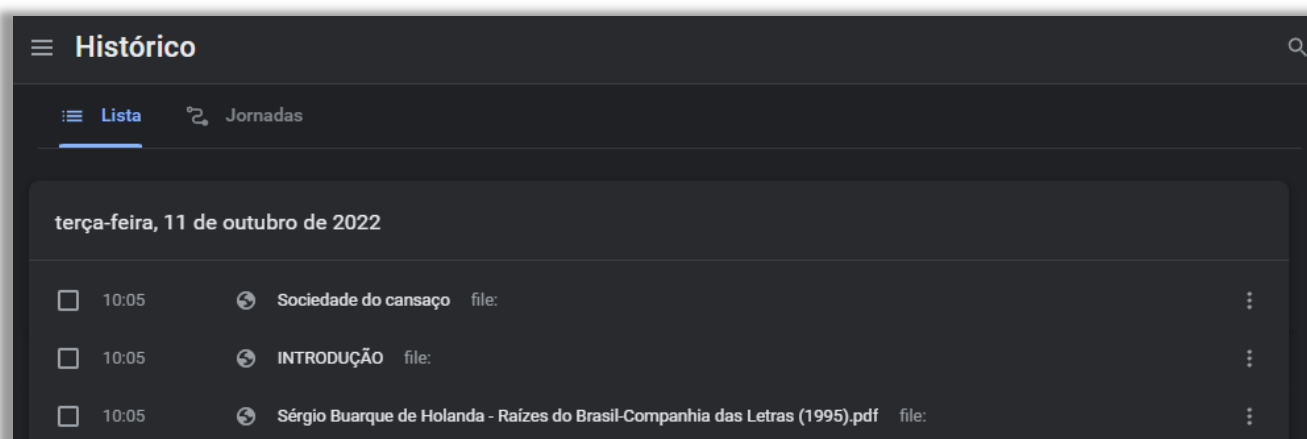 Histórico
Lista Jornadas
terça-feira, 11 de outubro de 2022
10:05 Sociedade do cansaço file:
10:05 INTRODUÇÃO file:
10:05 Sérgio Buarque de Holanda - Raízes do Brasil-Companhia das Letras (1995).pdf file: